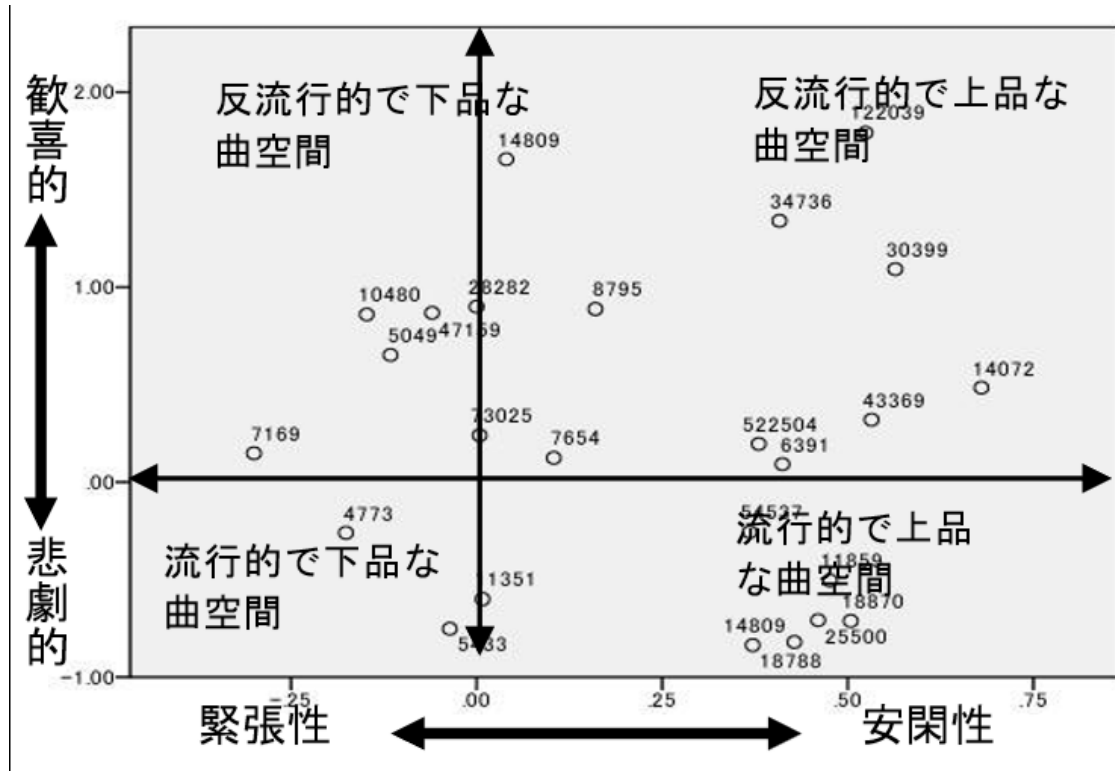 歓喜的
悲劇的
2.00
1.00
.00
-1.00
反流行的で下品な
曲空間
反流行的で上品な
曲空間
122039
14809
34736
30399
10480
28282
8795
5049
47159
14072
43369
73025
522504
7169
7654
6391
4773
54537
流行的で下品な
曲空間
流行的で上品
な曲空間
11859
11351
18870
5433
14809
25500
18788
-.25
.00
.25
.50
.75
緊張性
安閑性